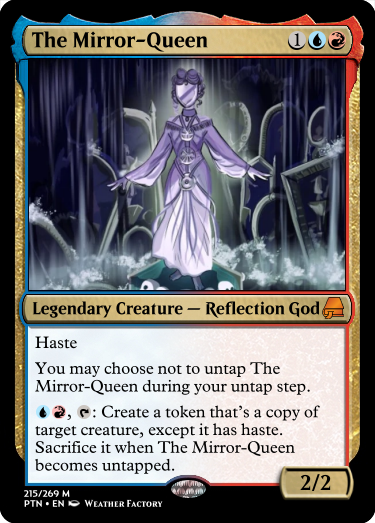 The Mirror-Queen 1
Legendary Creature — Reflection God
Haste
You may choose not to untap The
Mirror-Queen during your untap step.
, : Create a token that's a copy of
target creature, except it has haste.
Sacrifice it when The Mirror-Queen
becomes untapped.
2/2
215/269 M
PTN • EN Weather Factory